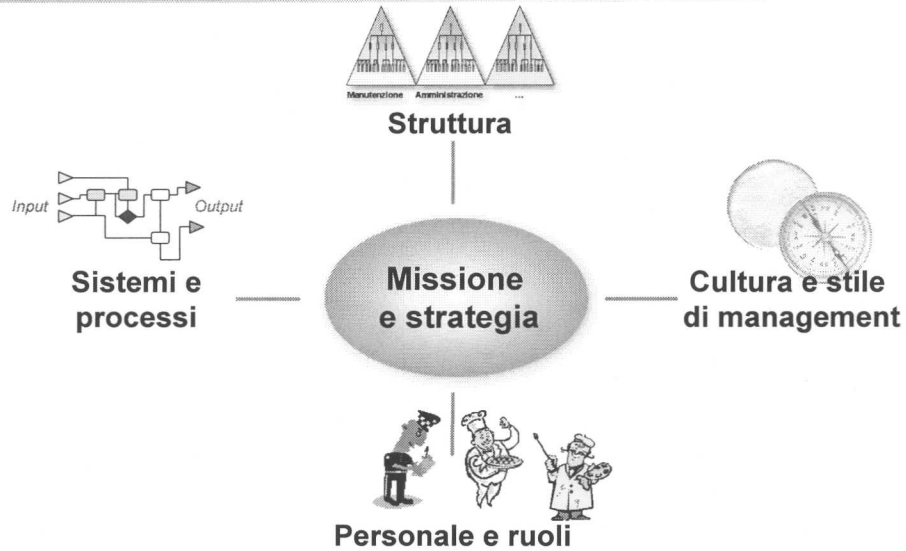 Manutenzione Amministrazione ...
Struttura
Input
Output
Sistemi e
processi
Missione
e strategia
Cultura e stile
di management
Personale e ruoli